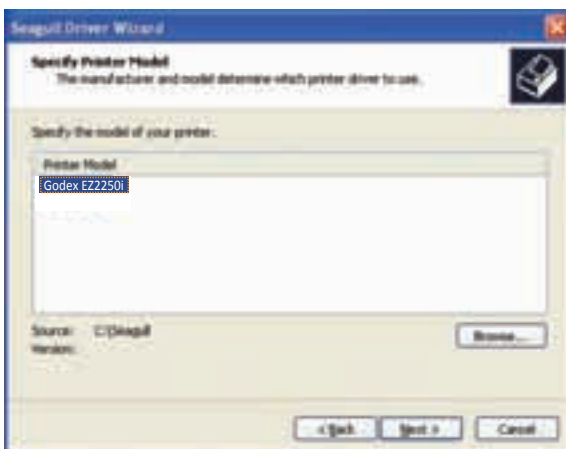 Seagull Driver Wizard
Specify Printer Model
The manufacturer and model determine which printer driver to use.
Specify the model of your printer.
Printer Model
Godex EZ2250i
Source: C:\Seagull
Version:
Browse...
< Back Next > Cancel